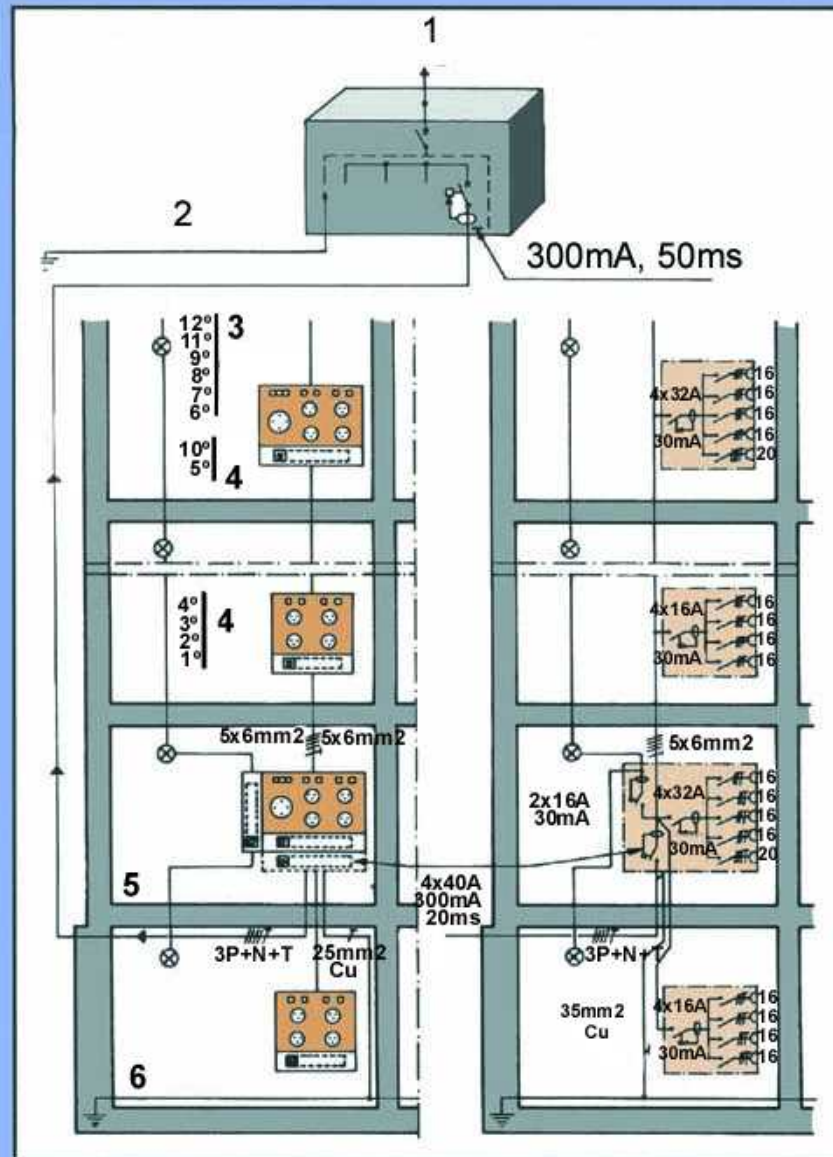 1
2
300mA, 50ms
12º
11º
9º
8º
7º
6º
3
10º
5º
4
4x32A
30mA
16
16
16
16
20
4º
3º
2º
1º
4
4x16A
30mA
16
16
16
16
5x6mm2
5x6mm2
5x6mm2
2x16A
30mA
4x32A
30mA
16
16
16
16
20
5
4x40A
300mA
20ms
3P+N+T
25mm2
Cu
3P+N+T
35mm2
Cu
4x16A
30mA
16
16
16
16
6